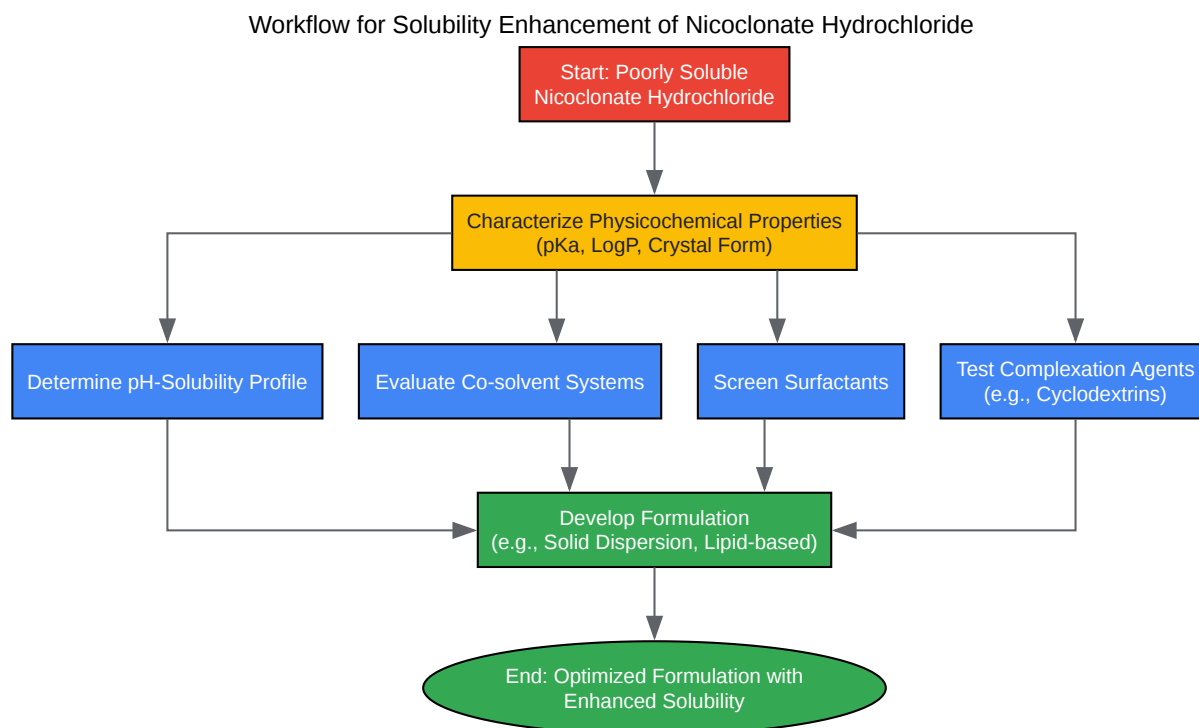 Workflow for Solubility Enhancement of Nicoclonate Hydrochloride
Start: Poorly Soluble
Nicoclonate Hydrochloride
Characterize Physicochemical Properties
(pKa, LogP, Crystal Form)
Determine pH-Solubility Profile
Evaluate Co-solvent Systems
Screen Surfactants
Test Complexation Agents
(e.g., Cyclodextrins)
Develop Formulation
(e.g., Solid Dispersion, Lipid-based)
End: Optimized Formulation with
Enhanced Solubility